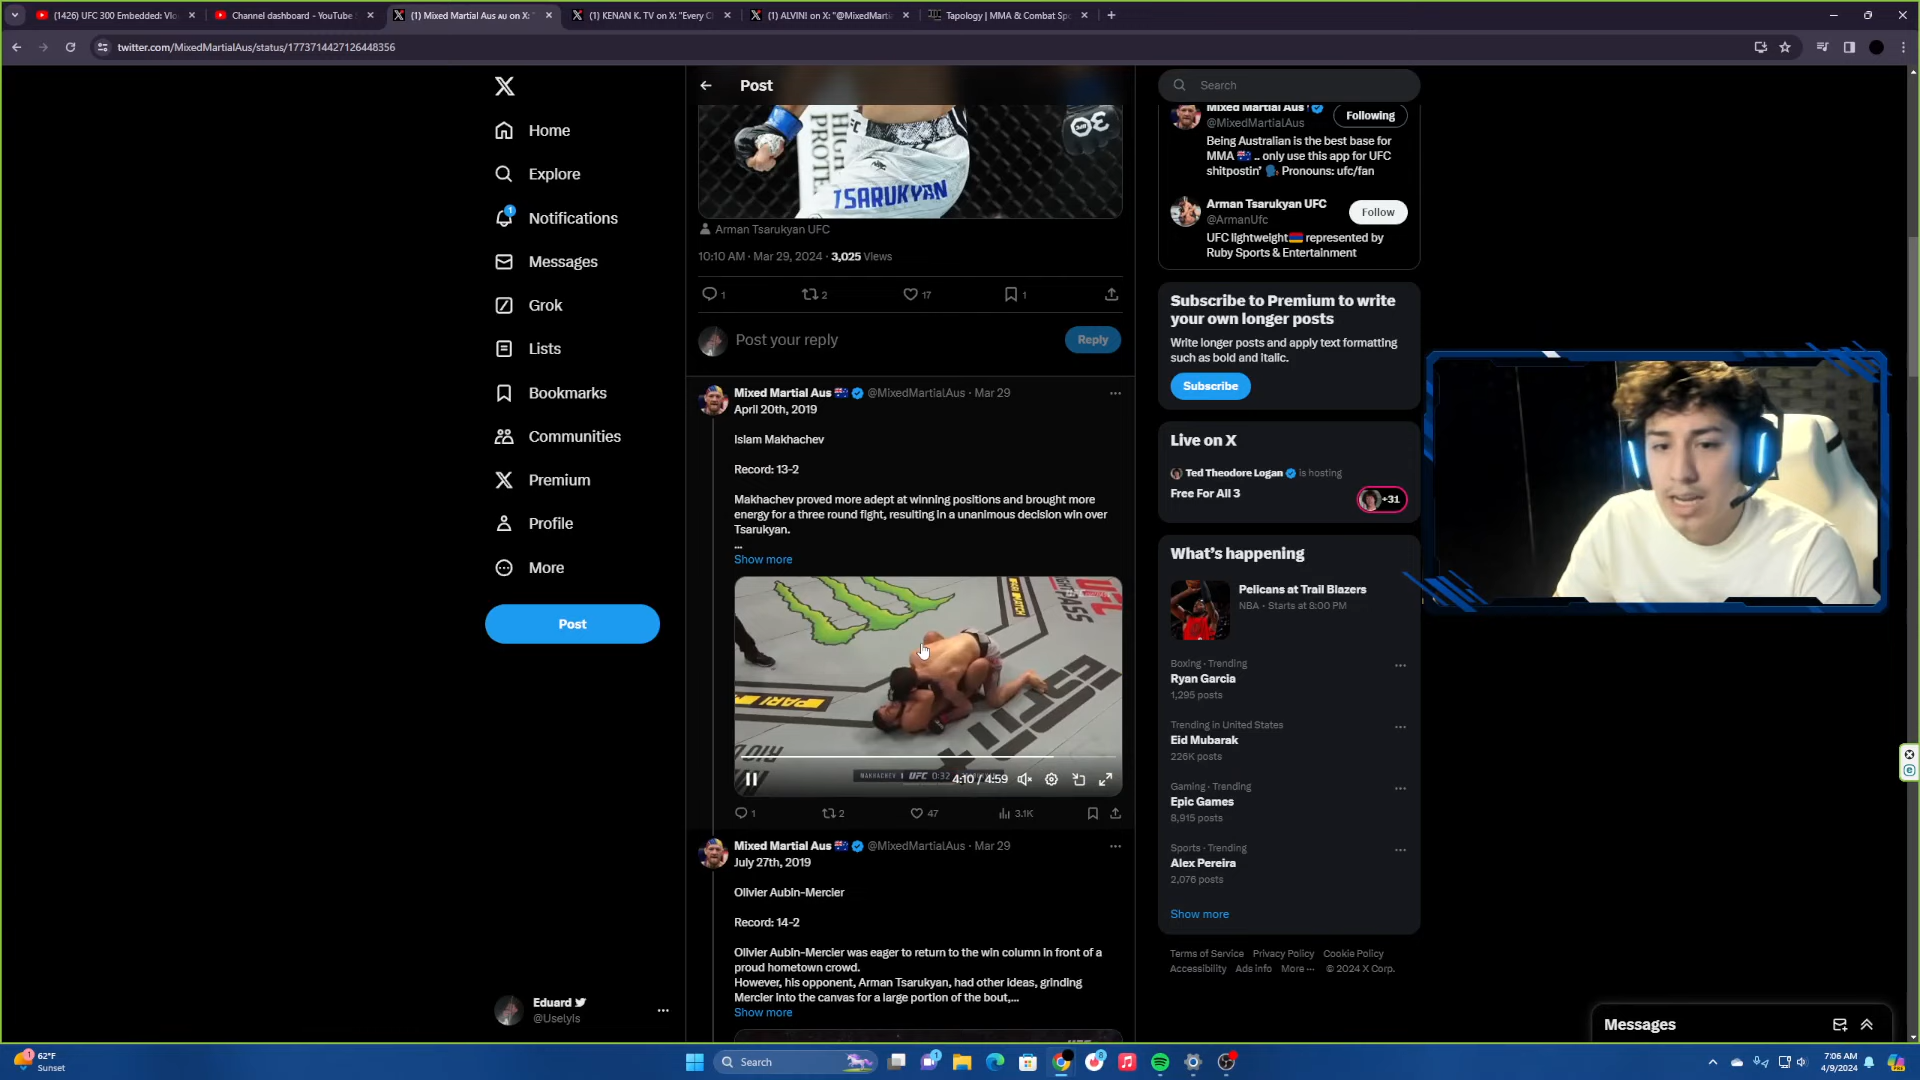 (1426) UFC 300 Embedded: Vlo
Channel dashboard - YouTube
(1) Mixed Martial Aus AU on X: "
(1) KENAN K. TV on X: "Every C
(1) ALVIN! on X: "@MixedMartia
Tapology | MMA & Combat Spo
twitter.com/MixedMartialAus/status/1773714427126448356
Home
Explore
1
Notifications
Messages
Grok
Lists
Bookmarks
Communities
Premium
Profile
More
Post
Eduard
@Uselyis
Post
TSARUKYAN
Arman Tsarukyan UFC
10:10 AM · Mar 29, 2024 · 3,025 Views
1 2 17 1
Post your reply
Reply
Mixed Martial Aus @MixedMartialAus · Mar 29
April 20th, 2019
Islam Makhachev
Record: 13-2
Makhachev proved more adept at winning positions and brought more
energy for a three round fight, resulting in a unanimous decision win over
Tsarukyan.
...
Show more
4:10 / 4:59
1 2 47 3.1K
Mixed Martial Aus @MixedMartialAus · Mar 29
July 27th, 2019
Olivier Aubin-Mercier
Record: 14-2
Olivier Aubin-Mercier was eager to return to the win column in front of a
proud hometown crowd.
However, his opponent, Arman Tsarukyan, had other ideas, grinding
Mercier into the canvas for a large portion of the bout,...
Show more
Search
Mixed Martial Aus
@MixedMartialAus
Following
Being Australian is the best base for
MMA .. only use this app for UFC
shitpostin' Pronouns: ufc/fan
Arman Tsarukyan UFC
@ArmanUfc
Follow
UFC lightweight represented by
Ruby Sports & Entertainment
Subscribe to Premium to write
your own longer posts
Write longer posts and apply text formatting
such as bold and italic.
Subscribe
Live on X
Ted Theodore Logan is hosting
Free For All 3
+31
What's happening
Pelicans at Trail Blazers
NBA · Starts at 8:00 PM
Boxing · Trending
Ryan Garcia
1,295 posts
Trending in United States
Eid Mubarak
226K posts
Gaming · Trending
Epic Games
8,915 posts
Sports · Trending
Alex Pereira
2,076 posts
Show more
Terms of Service Privacy Policy Cookie Policy
Accessibility Ads info More ··· © 2024 X Corp.
Messages
62°F
Sunset
Search
7:06 AM
4/9/2024